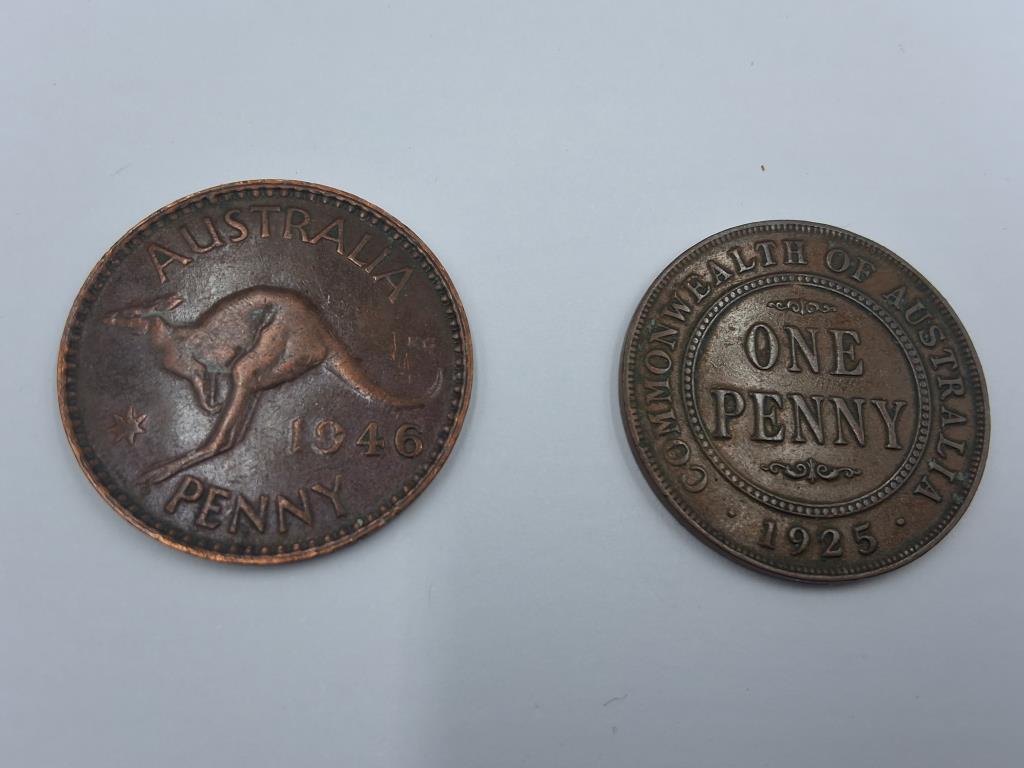 AUSTRALIA
1946
PENNY
COMMONWEALTH OF AUSTRALIA
ONE
PENNY
· 1925 ·